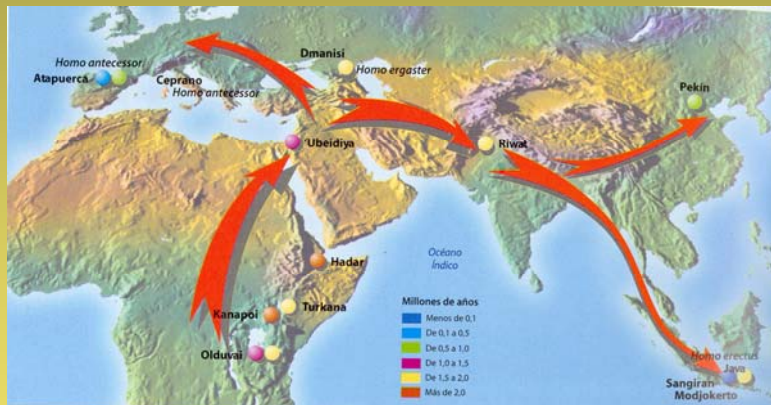 Dmanisi
Homo antecessor
Homo ergaster
Atapuerca
Ceprano
Homo antecessor
Pekín
Ubeidiya
Riwat
Océano
Índico
Hadar
Kanapoi
Turkana
Olduvai
Millones de años
Menos de 0,1
De 0,1 a 0,5
De 0,5 a 1,0
De 1,0 a 1,5
De 1,5 a 2,0
Más de 2,0
Homo erectus
Java
Sangiran
Modjokerto